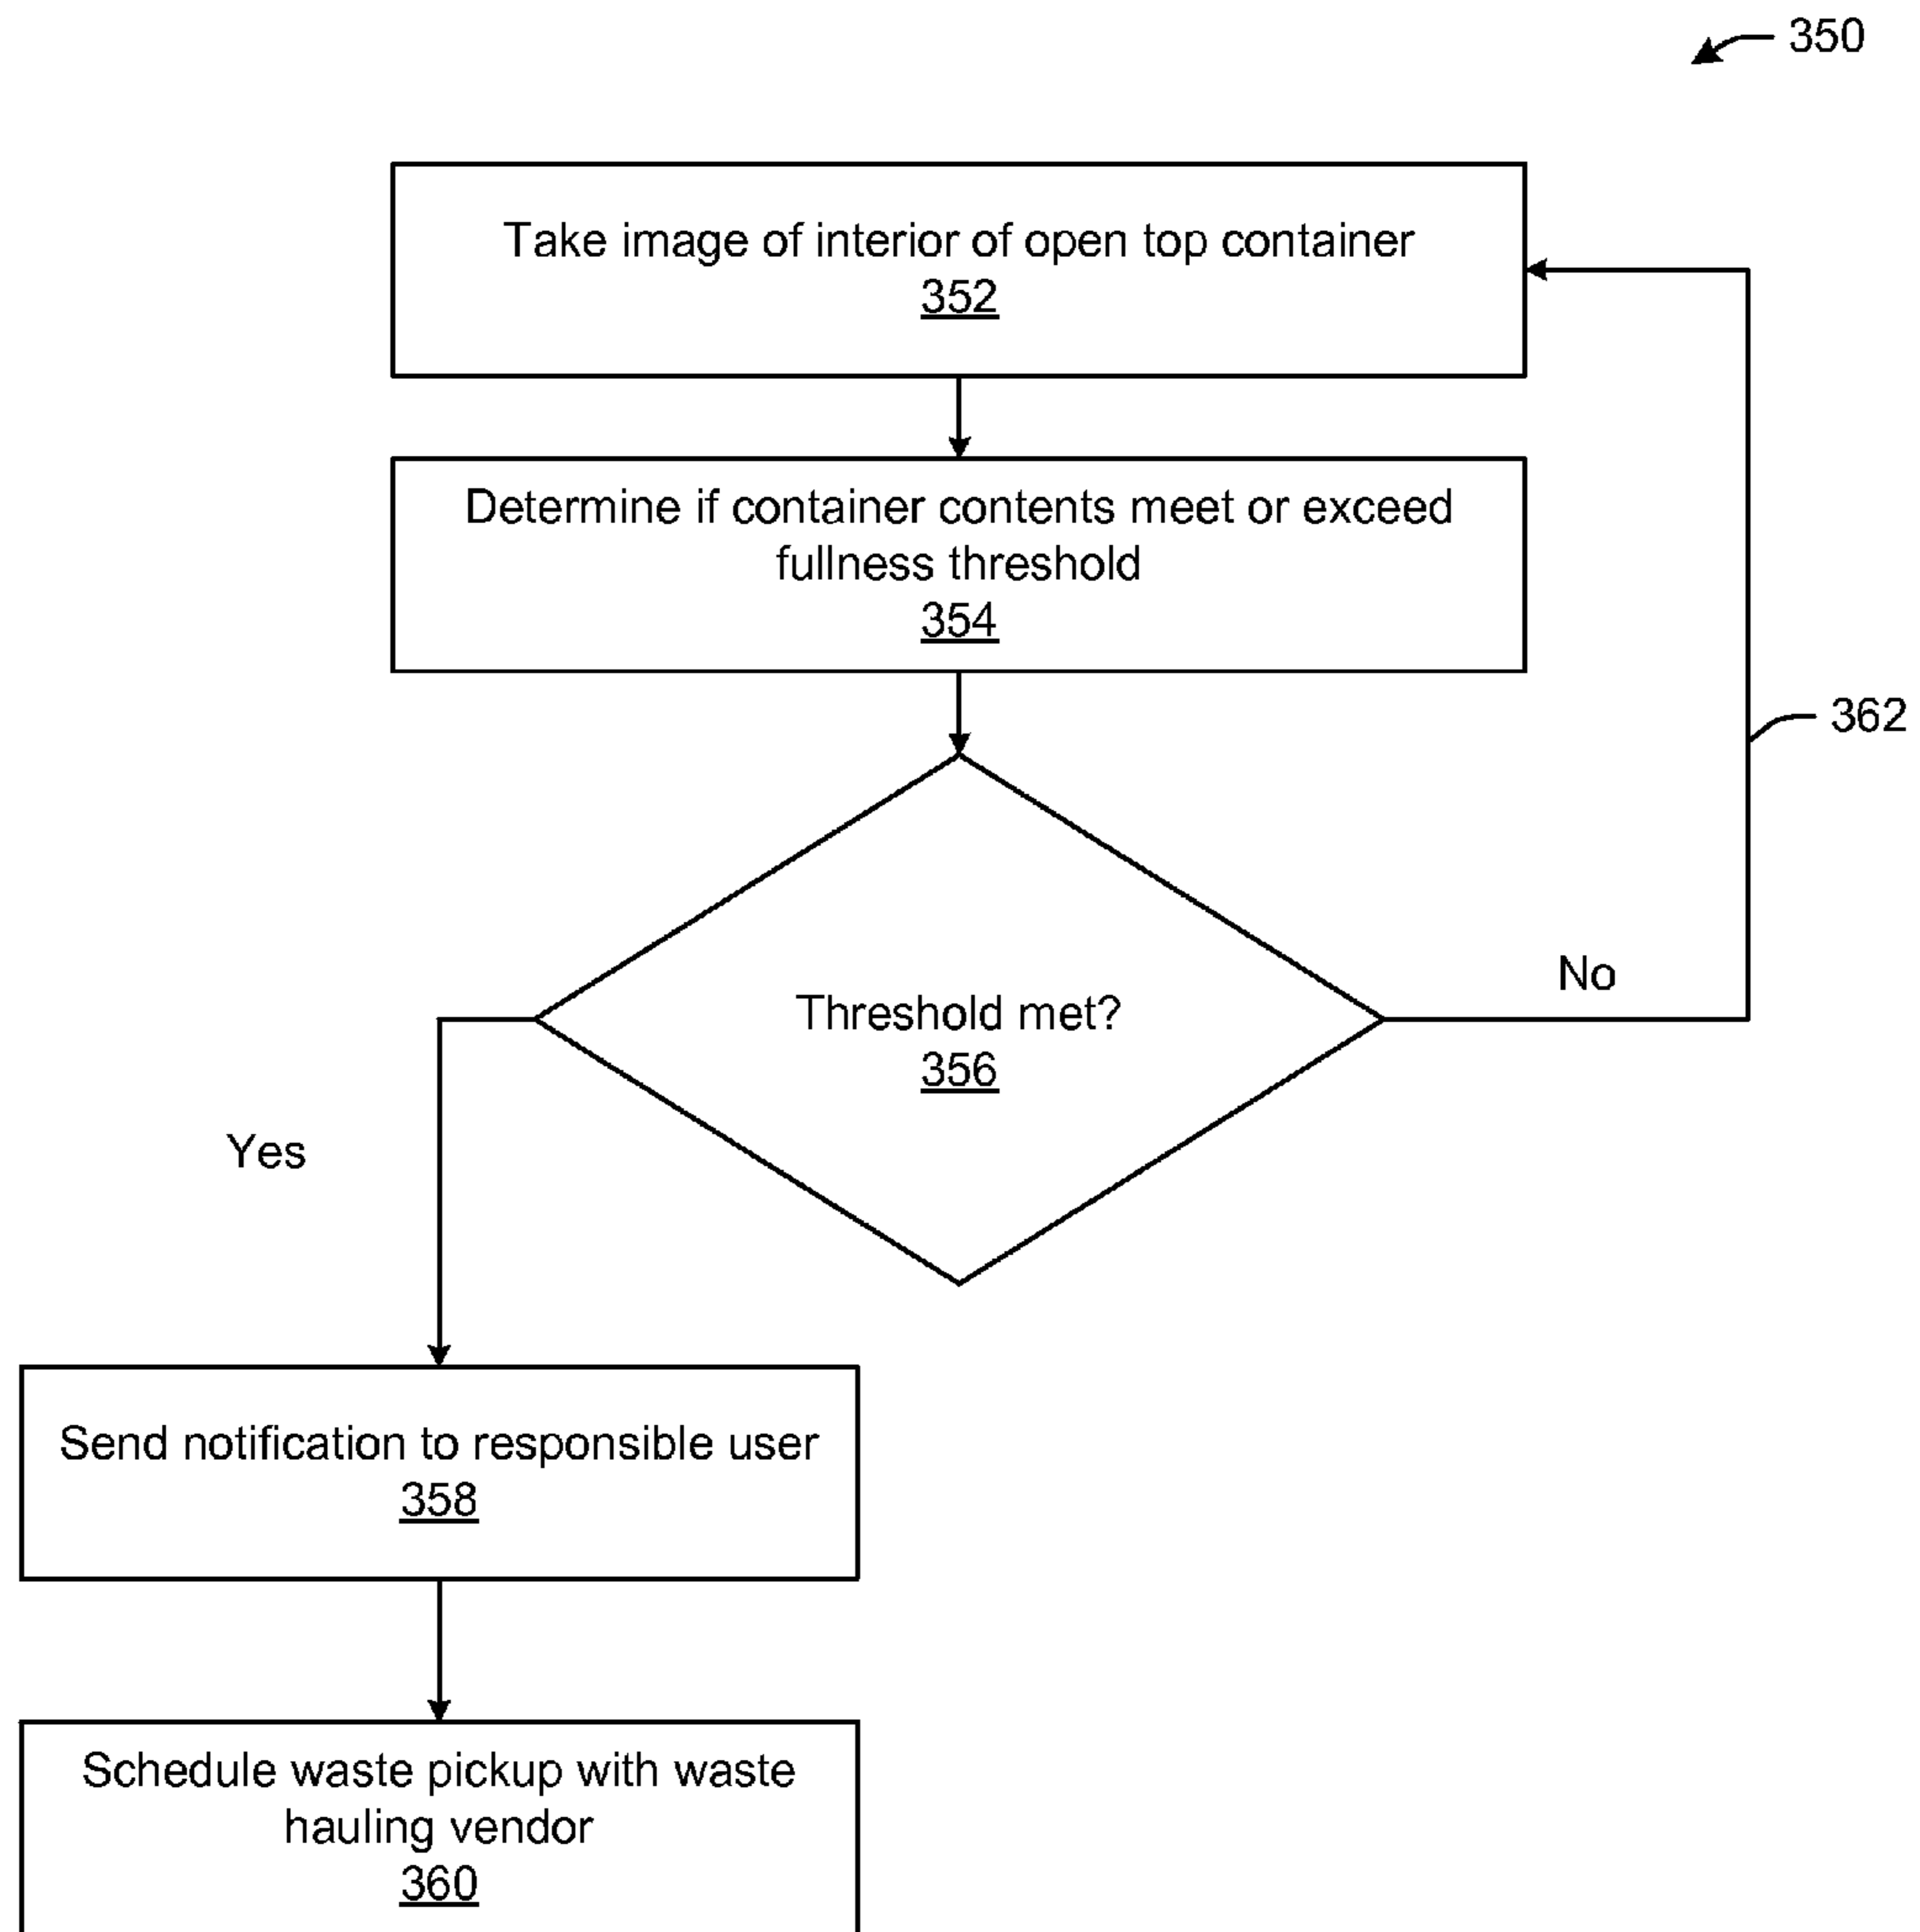 350
Take image of interior of open top container
352
Determine if container contents meet or exceed
fullness threshold
354
362
No
Threshold met?
356
Yes
Send notification to responsible user
358
Schedule waste pickup with waste
hauling vendor
360